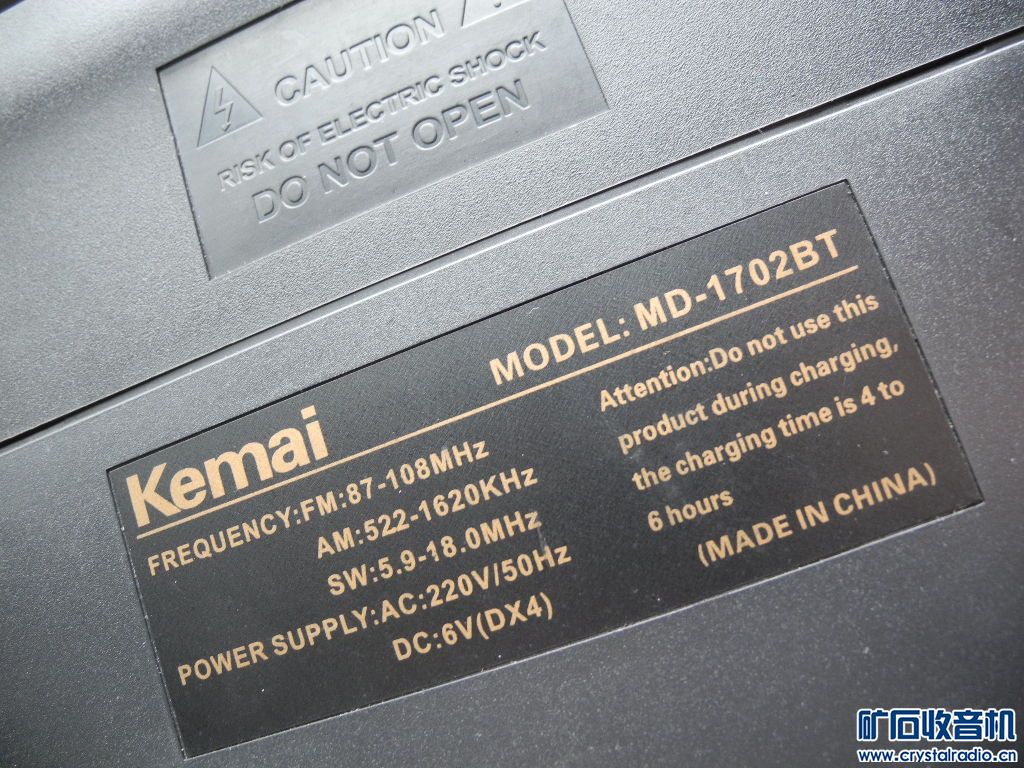 CAUTION
RISK OF ELECTRIC SHOCK
DO NOT OPEN
MODEL: MD-1702BT
Kemai
FREQUENCY:FM:87-108MHz
AM:522-1620KHz
SW:5.9-18.0MHz
POWER SUPPLY:AC:220V/50Hz
DC:6V(DX4)
Attention:Do not use this
product during charging,
the charging time is 4 to
6 hours
(MADE IN CHINA)
矿石收音机
www.crystalradio.cn